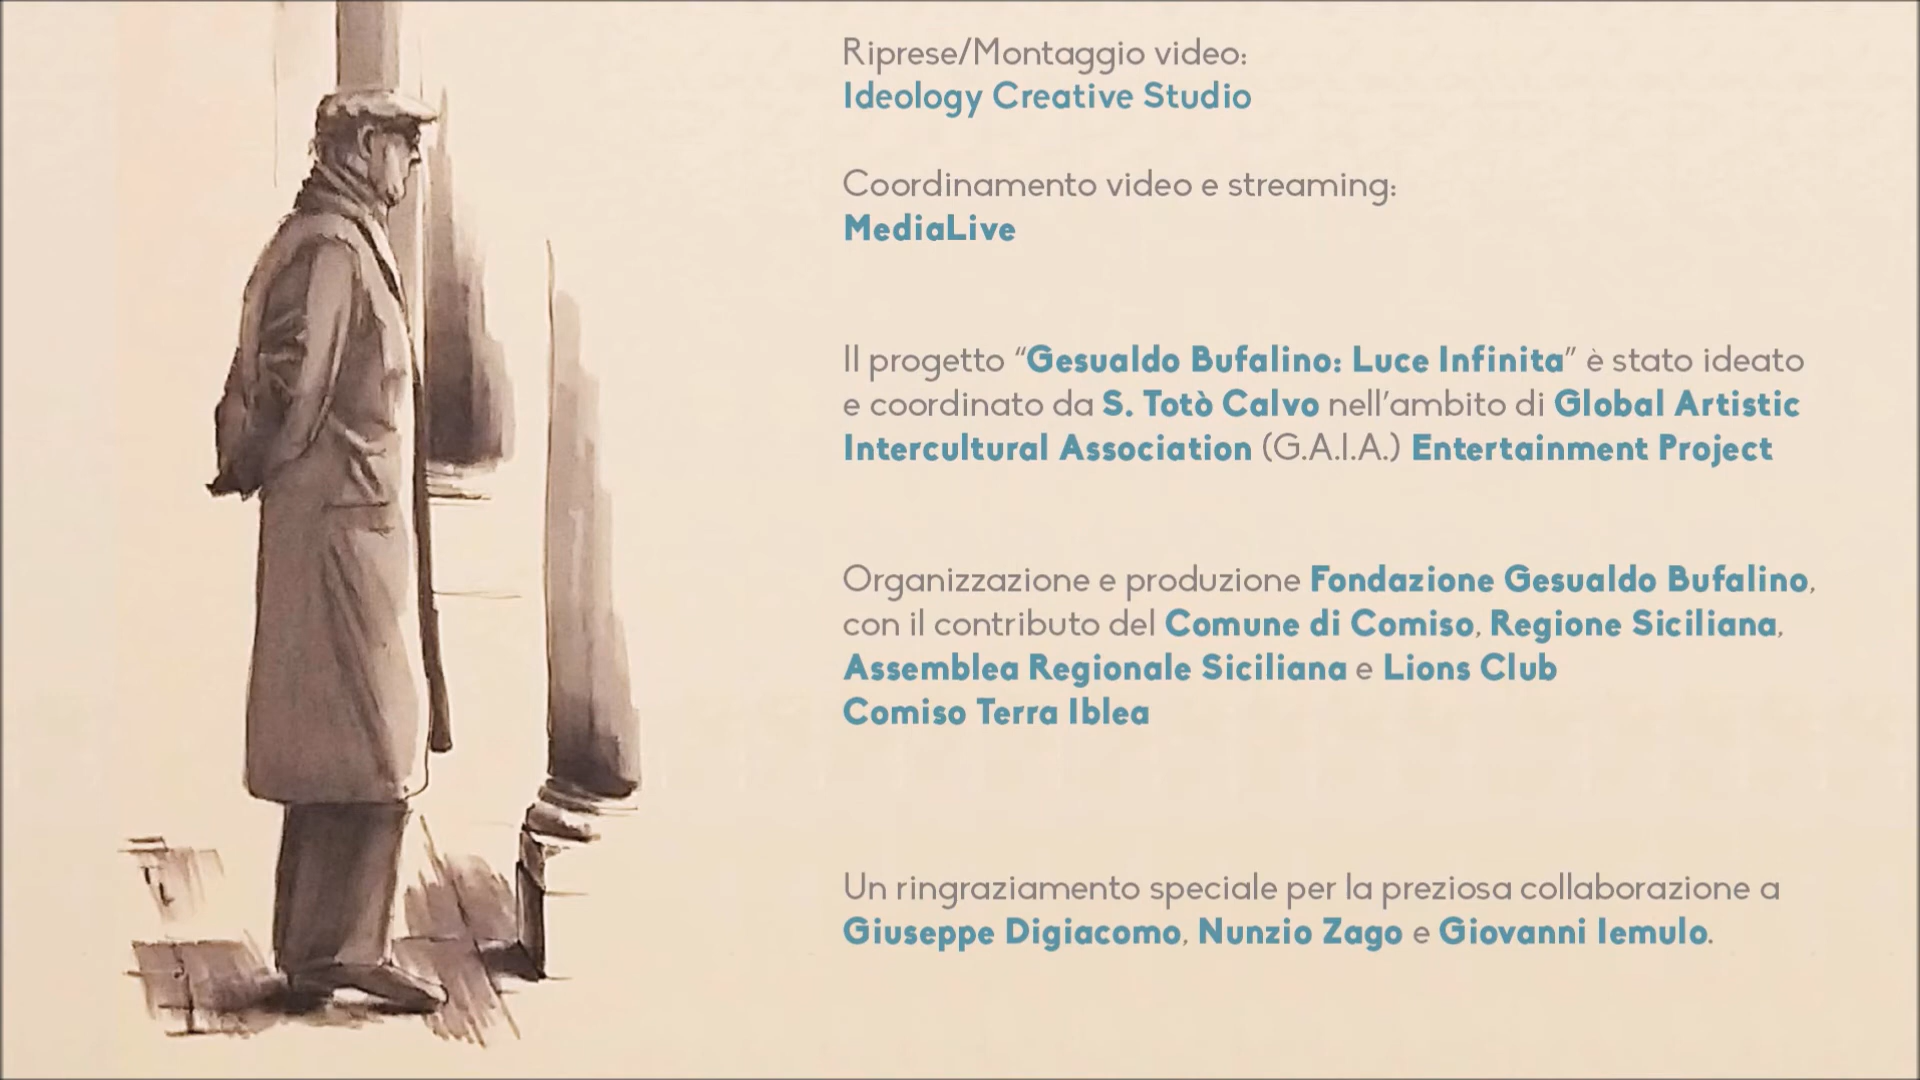 Riprese/Montaggio video:
Ideology Creative Studio
Coordinamento video e streaming:
MediaLive
Il progetto “Gesualdo Bufalino: Luce Infinita” è stato ideato
e coordinato da S. Totò Calvo nell’ambito di Global Artistic
Intercultural Association (G.A.I.A.) Entertainment Project
Organizzazione e produzione Fondazione Gesualdo Bufalino,
con il contributo del Comune di Comiso, Regione Siciliana,
Assemblea Regionale Siciliana e Lions Club
Comiso Terra Iblea
Un ringraziamento speciale per la preziosa collaborazione a
Giuseppe Digiacomo, Nunzio Zago e Giovanni Iemulo.